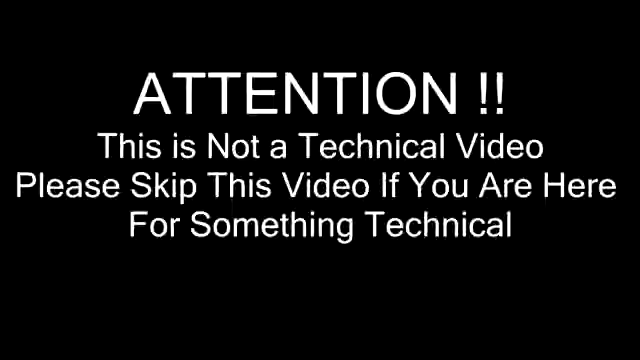 ATTENTION !!
This is Not a Technical Video
Please Skip This Video If You Are Here
For Something Technical